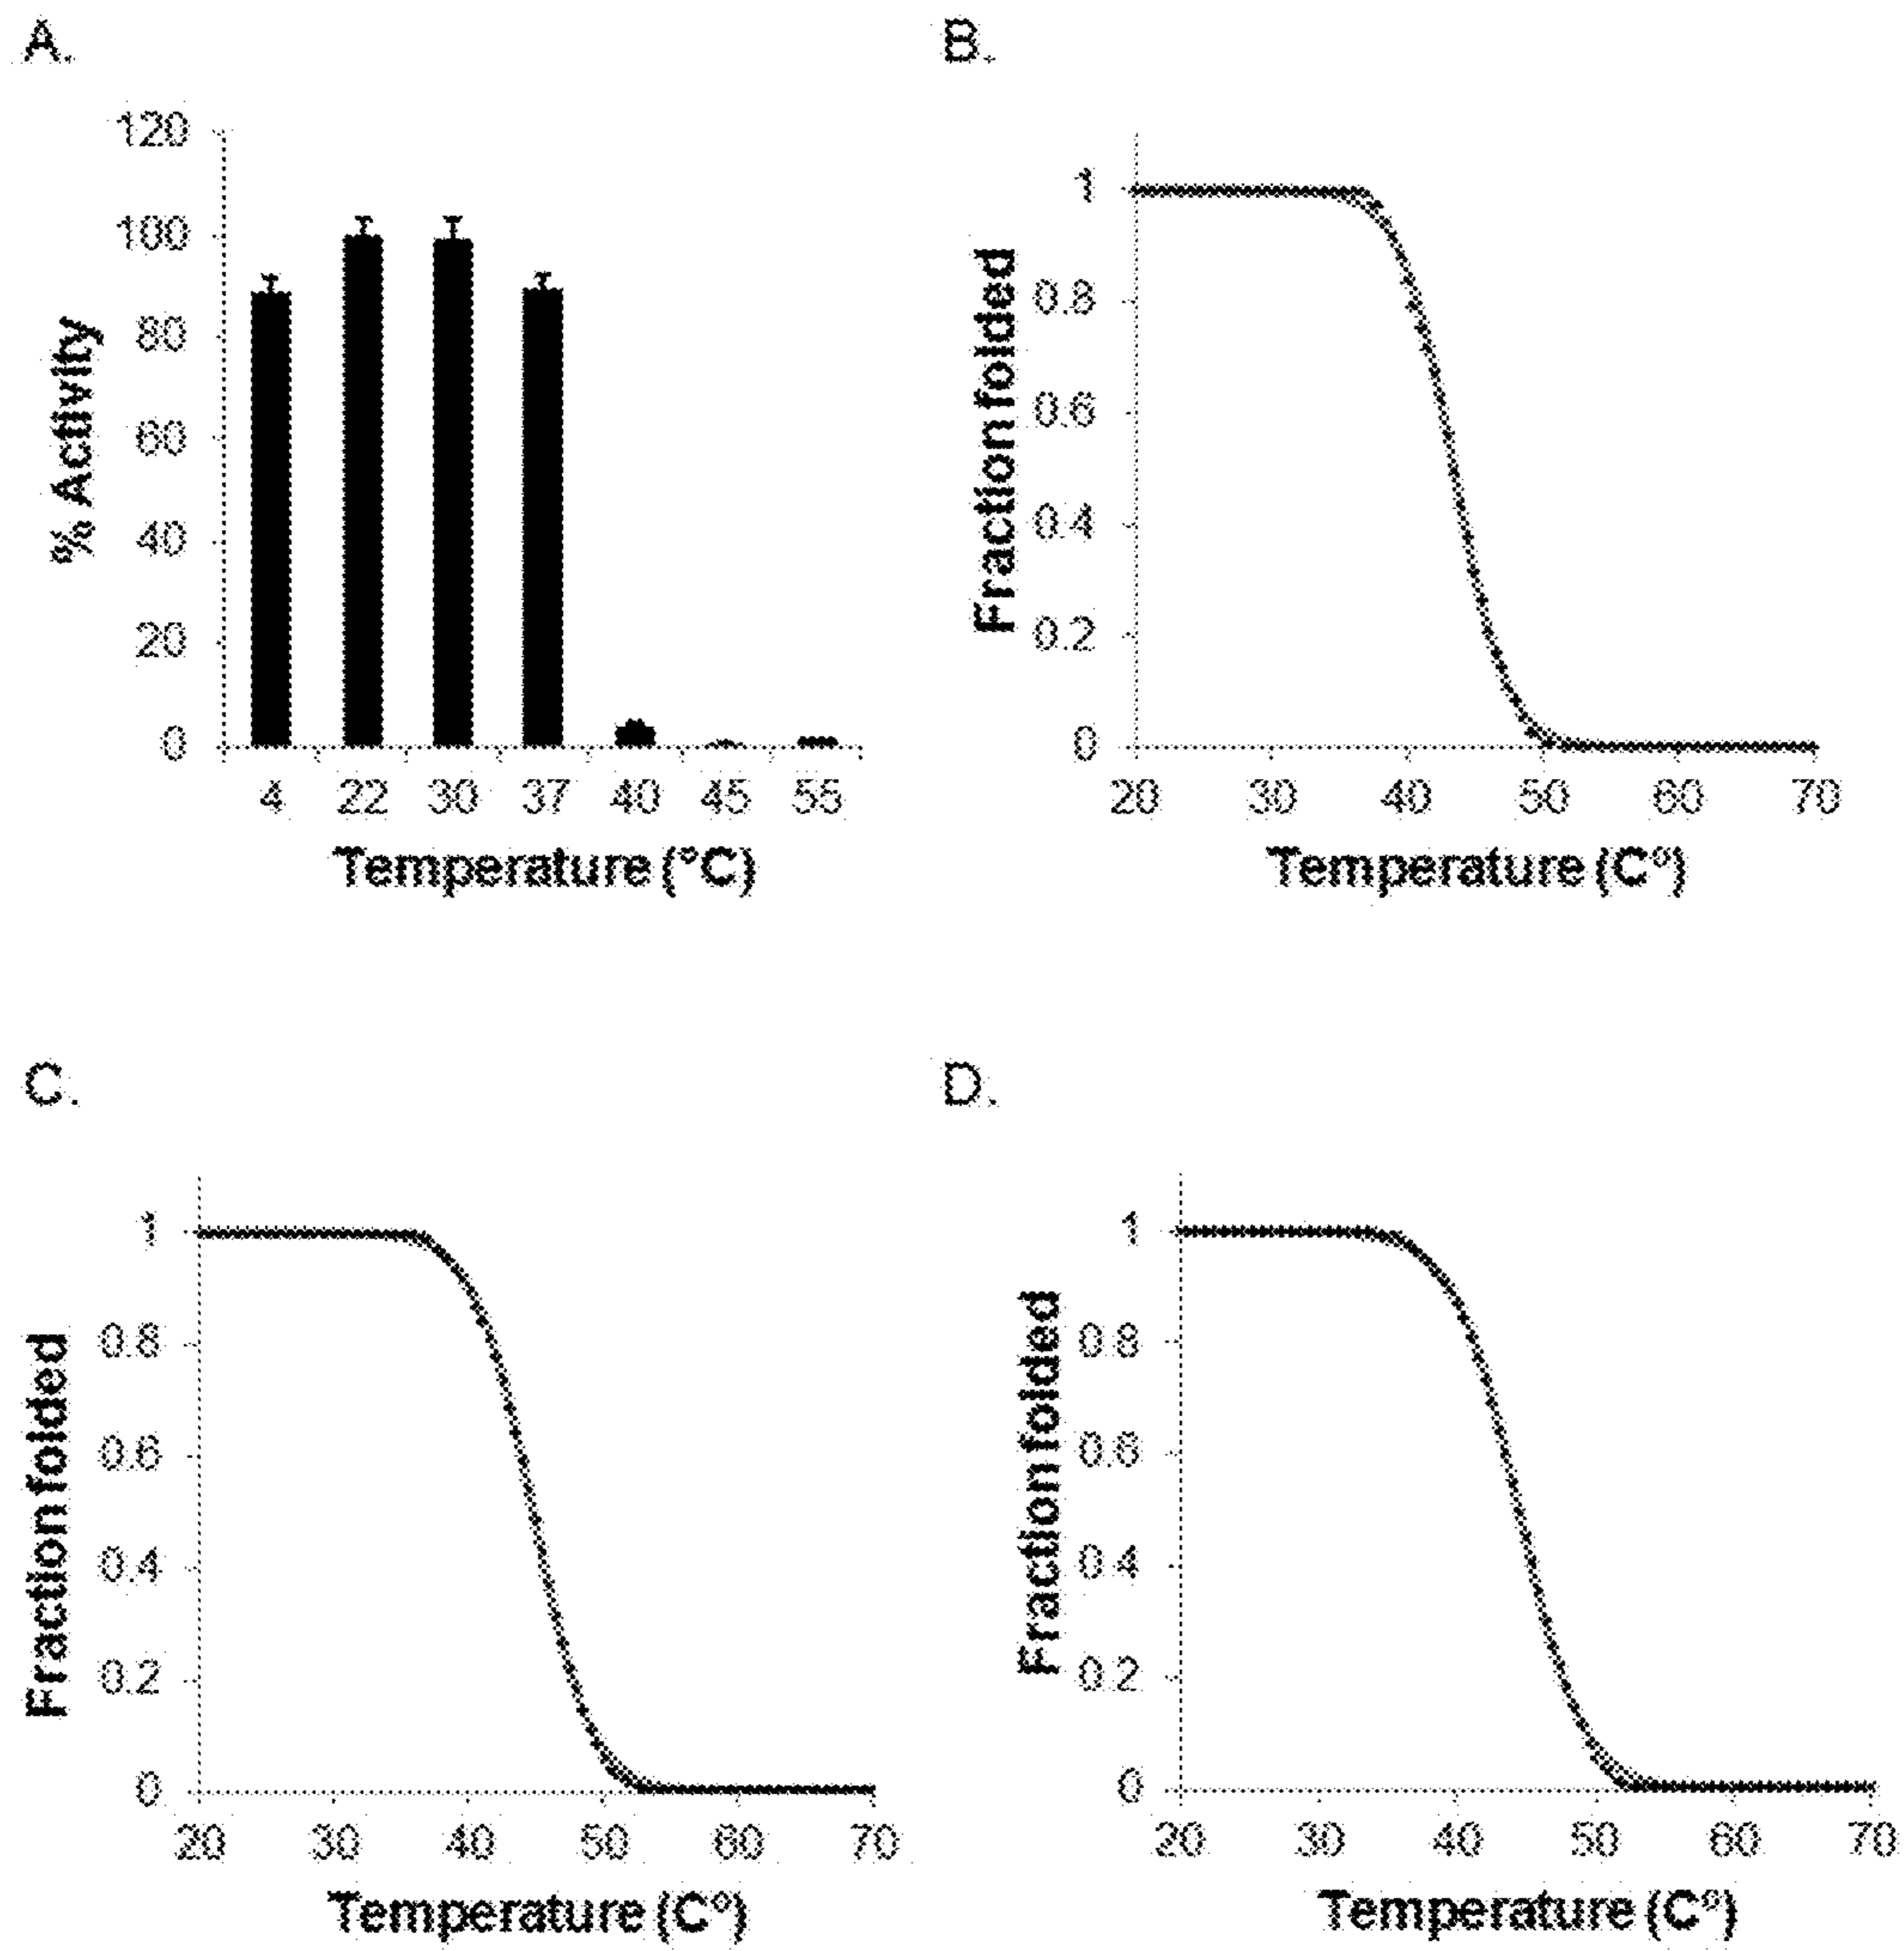 A.
120
100
80
60
40
20
0
% Activity
4 22 30 37 40 45 55
Temperature (°C)
B.
1
0.8
0.6
0.4
0.2
0
Fraction folded
20 30 40 50 60 70
Temperature (C°)
C.
1
0.8
0.6
0.4
0.2
0
Fraction folded
20 30 40 50 60 70
Temperature (C°)
D.
1
0.8
0.6
0.4
0.2
0
Fraction folded
20 30 40 50 60 70
Temperature (C°)